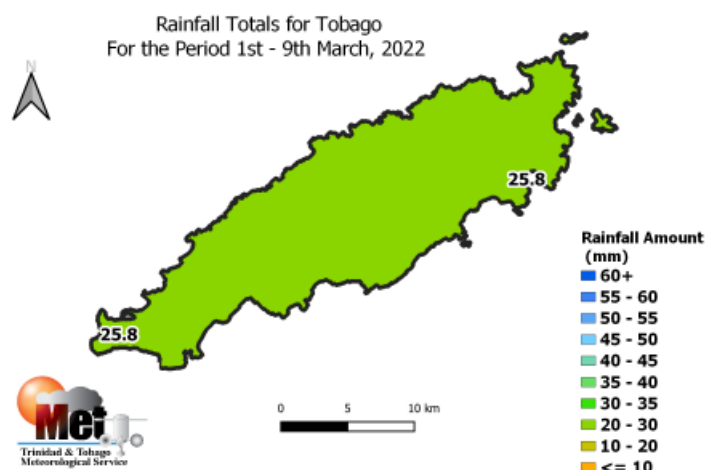 Rainfall Totals for Tobago
For the Period 1st - 9th March, 2022
N
25.8
25.8
Rainfall Amount
(mm)
60+
55 - 60
50 - 55
45 - 50
40 - 45
35 - 40
30 - 35
20 - 30
10 - 20
<= 10
0 5 10 km
Met
Trinidad & Tobago
Meteorological Service